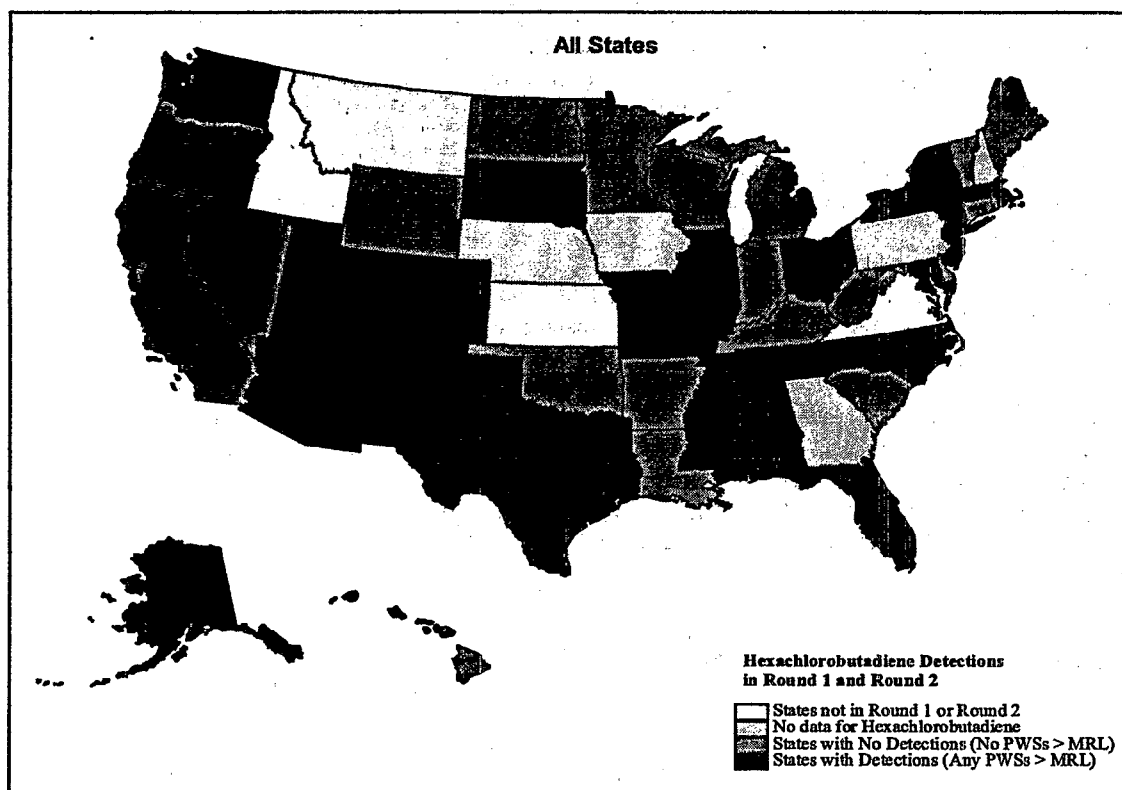 All States
Hexachlorobutadiene Detections
in Round 1 and Round 2
States not in Round 1 or Round 2
No data for Hexachlorobutadiene
States with No Detections (No PWSs > MRL)
States with Detections (Any PWSs > MRL)